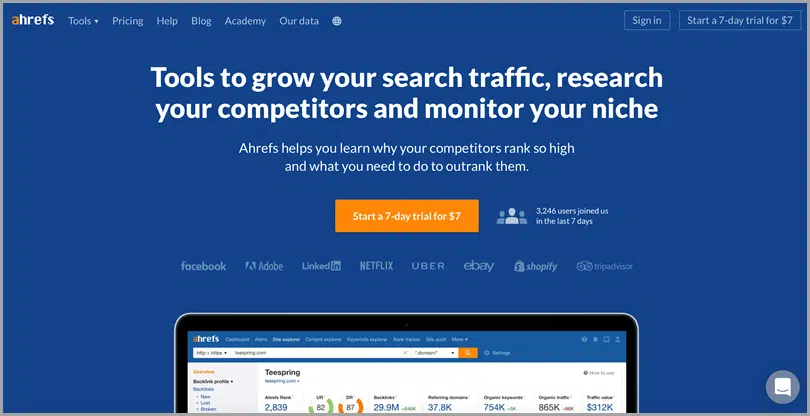 ahrefs Tools Pricing Help Blog Academy Our data Sign in Start a 7-day trial for $7
Tools to grow your search traffic, research
your competitors and monitor your niche
Ahrefs helps you learn why your competitors rank so high
and what you need to do to outrank them.
Start a 7-day trial for $7
3,246 users joined us
in the last 7 days
facebook Adobe LinkedIn NETFLIX UBER ebay shopify tripadvisor
ahrefs Dashboard Alerts Site explorer Content explorer Keywords explorer Rank tracker Site audit More
http + https teespring.com *.domain/* Settings
Overview
Backlink profile
Backlinks
New
Lost
Broken
Teespring How to use
teespring.com
Ahrefs Rank UR DR Backlinks Referring domains Organic keywords Organic traffic Traffic value
2,839 82 87 29.9M +846K 37.8K 754K +5K 865K -88K $312K